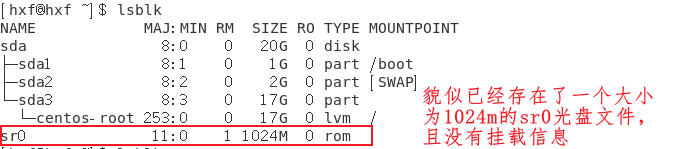 [hxf@hxf ~]$ lsblk
NAME MAJ:MIN RM SIZE RO TYPE MOUNTPOINT
sda 8:0 0 20G 0 disk
├─sda1 8:1 0 1G 0 part /boot
├─sda2 8:2 0 2G 0 part [SWAP]
└─sda3 8:3 0 17G 0 part
└─centos-root 253:0 0 17G 0 lvm /
sr0 11:0 1 1024M 0 rom
貌似已经存在了一个大小
为1024m的sr0光盘文件，
且没有挂载信息